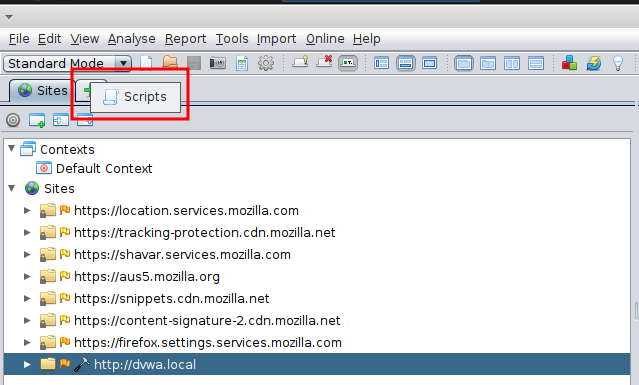 File Edit View Analyse Report Tools Import Online Help
Standard Mode
Sites
Scripts
Contexts
Default Context
Sites
https://location.services.mozilla.com
https://tracking-protection.cdn.mozilla.net
https://shavar.services.mozilla.com
https://aus5.mozilla.org
https://snippets.cdn.mozilla.net
https://content-signature-2.cdn.mozilla.net
https://firefox.settings.services.mozilla.com
http://dvwa.local